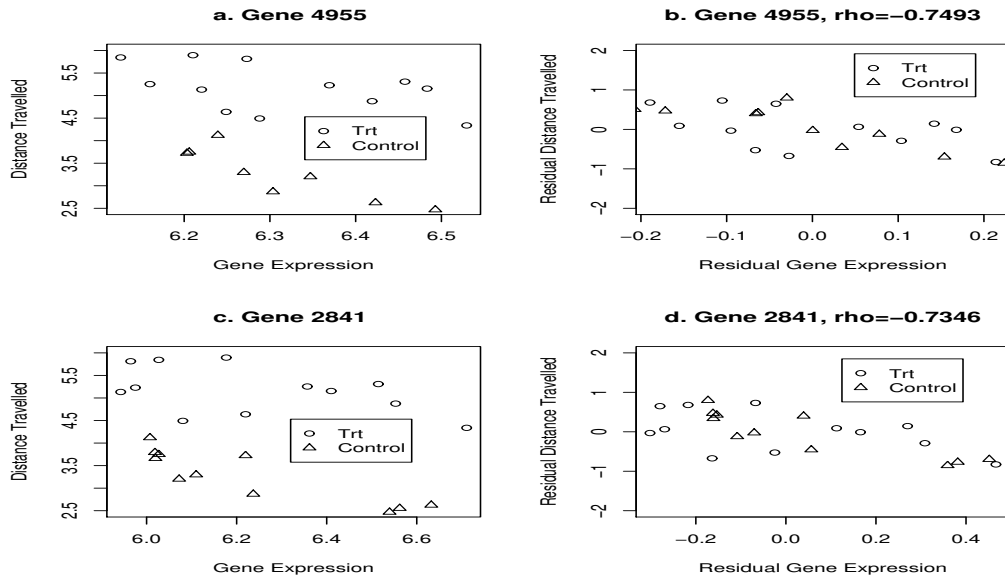 a. Gene 4955
Distance Travelled
5.5
4.5
3.5
2.5
Trt
Control
6.2 6.3 6.4 6.5
Gene Expression
b. Gene 4955, rho=−0.7493
Residual Distance Travelled
2
1
0
-1
-2
Trt
Control
−0.2 −0.1 0.0 0.1 0.2
Residual Gene Expression
c. Gene 2841
Distance Travelled
5.5
4.5
3.5
2.5
Trt
Control
6.0 6.2 6.4 6.6
Gene Expression
d. Gene 2841, rho=−0.7346
Residual Distance Travelled
2
1
0
-1
-2
Trt
Control
−0.2 0.0 0.2 0.4
Residual Gene Expression